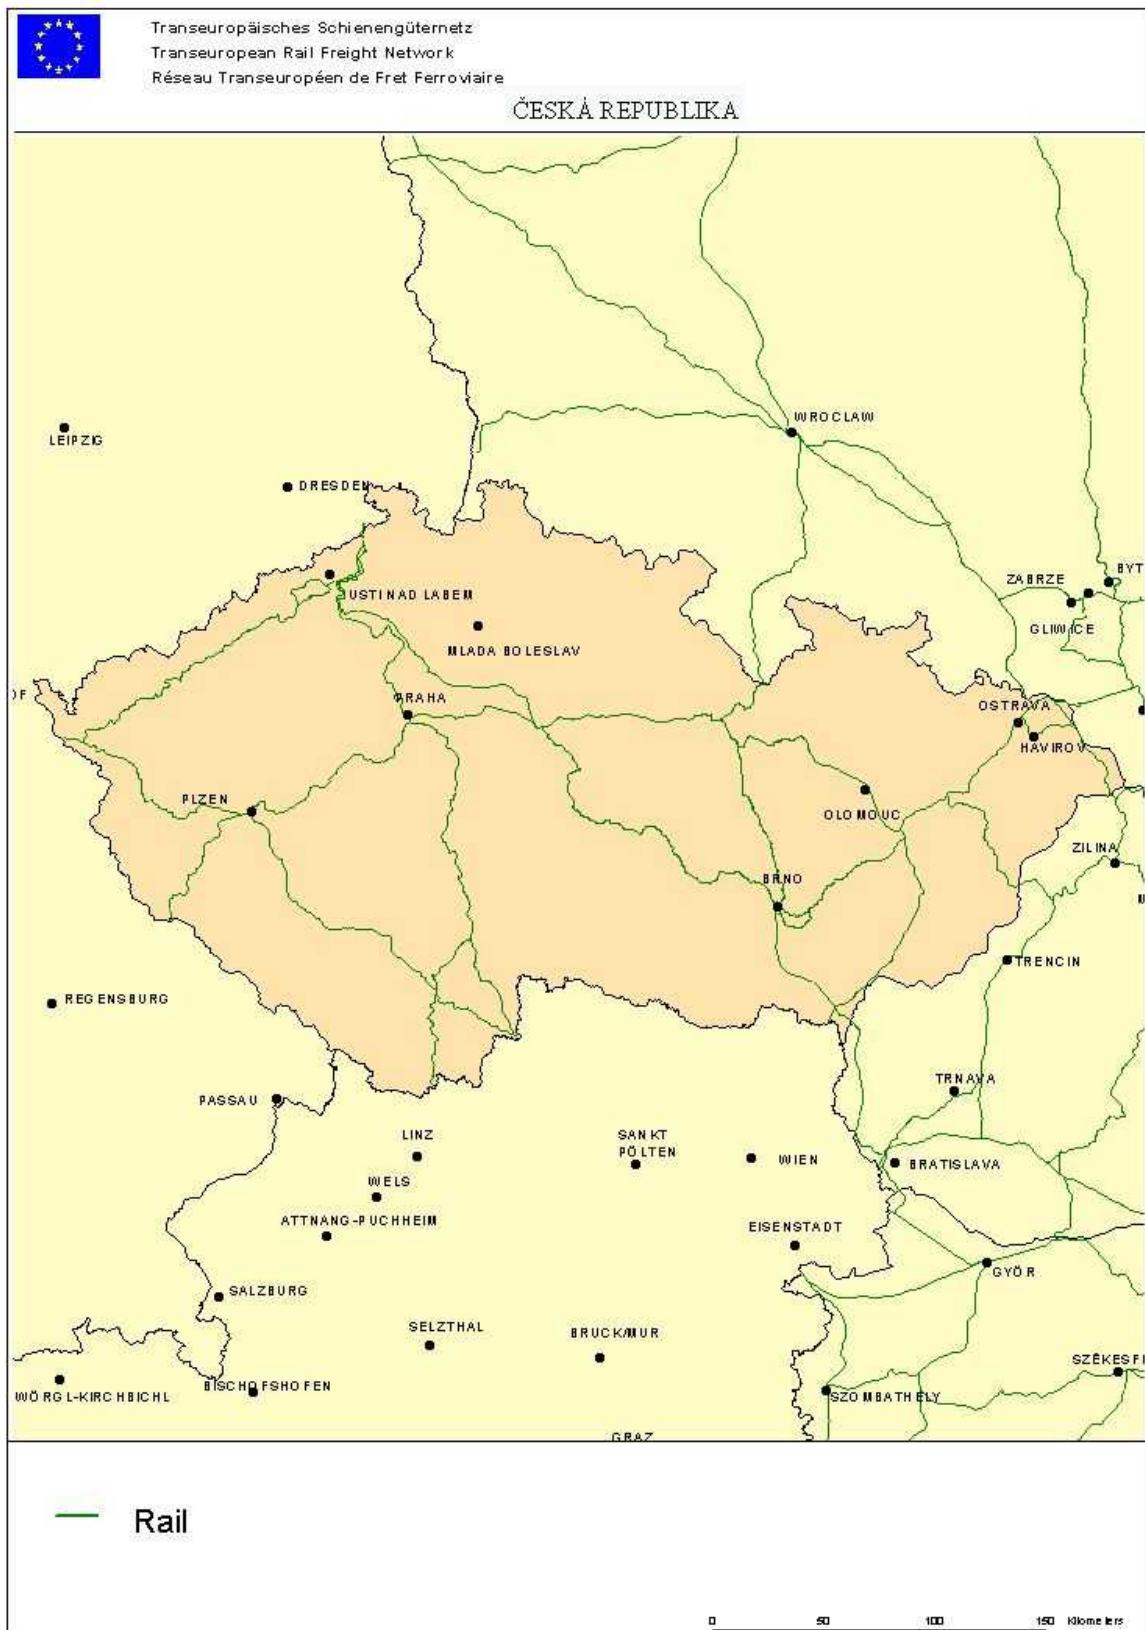 Transeuropäisches Schienengüternetz
Transeuropean Rail Freight Network
Réseau Transeuropéen de Fret Ferroviaire
ČESKÁ REPUBLIKA
WROCLAW
LEIPZIG
DRESDEN
BYT
ZABRZE
USTI NAD LABEM
GLIWICE
MLADA BOLESLAV
OF
PRAHA
OSTRAVA
HAVIROV
PLZEN
OLOMOUC
ZILINA
BRNO
TRENCIN
REGENSBURG
TRNAVA
PASSAU
LINZ
SANKT
PÖLTEN
WIEN
BRATISLAVA
WELS
ATTNANG-PUCHHEIM
EISENSTADT
GYÖR
SALZBURG
SELZTHAL
BRUCK/MUR
SZÉKESF
BISCHOFSHOFEN
WÖRGL-KIRCHBICHL
SZOMBATHELY
GRAZ
Rail
0 50 100 150 Kilometers